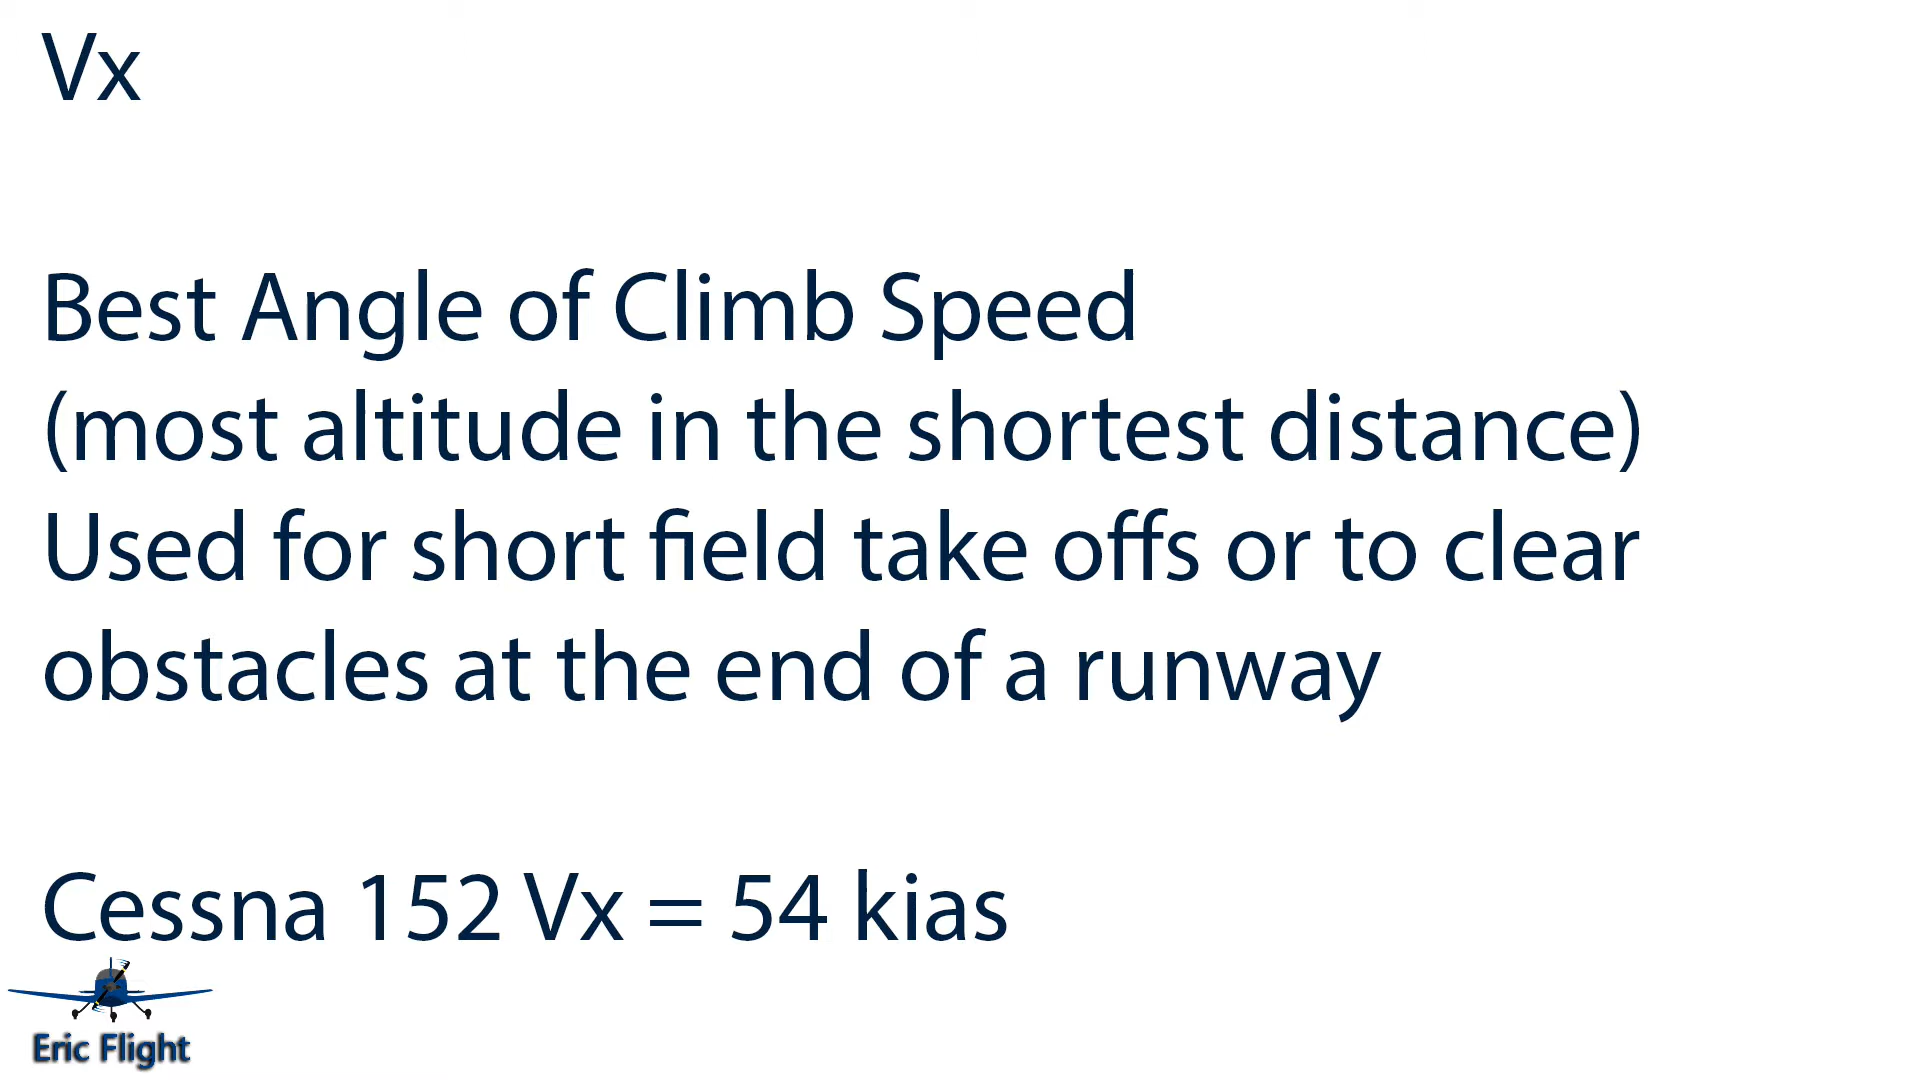 Vx
Best Angle of Climb Speed
(most altitude in the shortest distance)
Used for short field take offs or to clear
obstacles at the end of a runway
Cessna 152 Vx = 54 kias
Eric Flight